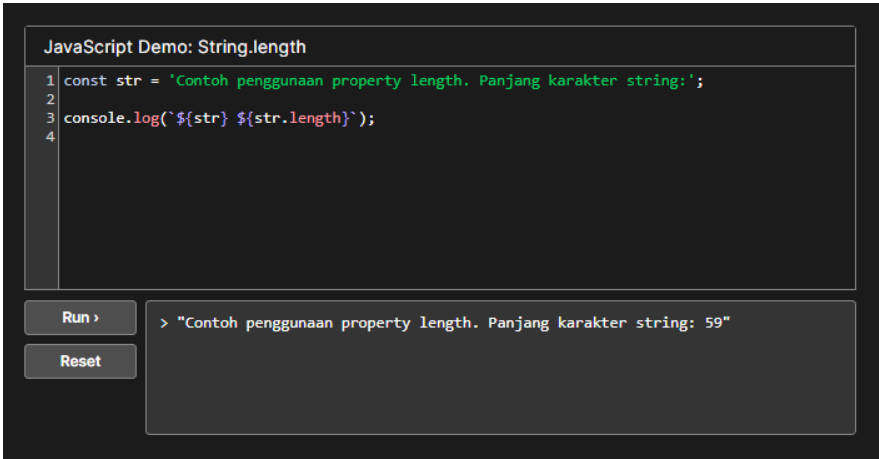 JavaScript Demo: String.length
1 const str = 'Contoh penggunaan property length. Panjang karakter string:';
2
3 console.log(`${str} ${str.length}`);
4
Run ›
> "Contoh penggunaan property length. Panjang karakter string: 59"
Reset